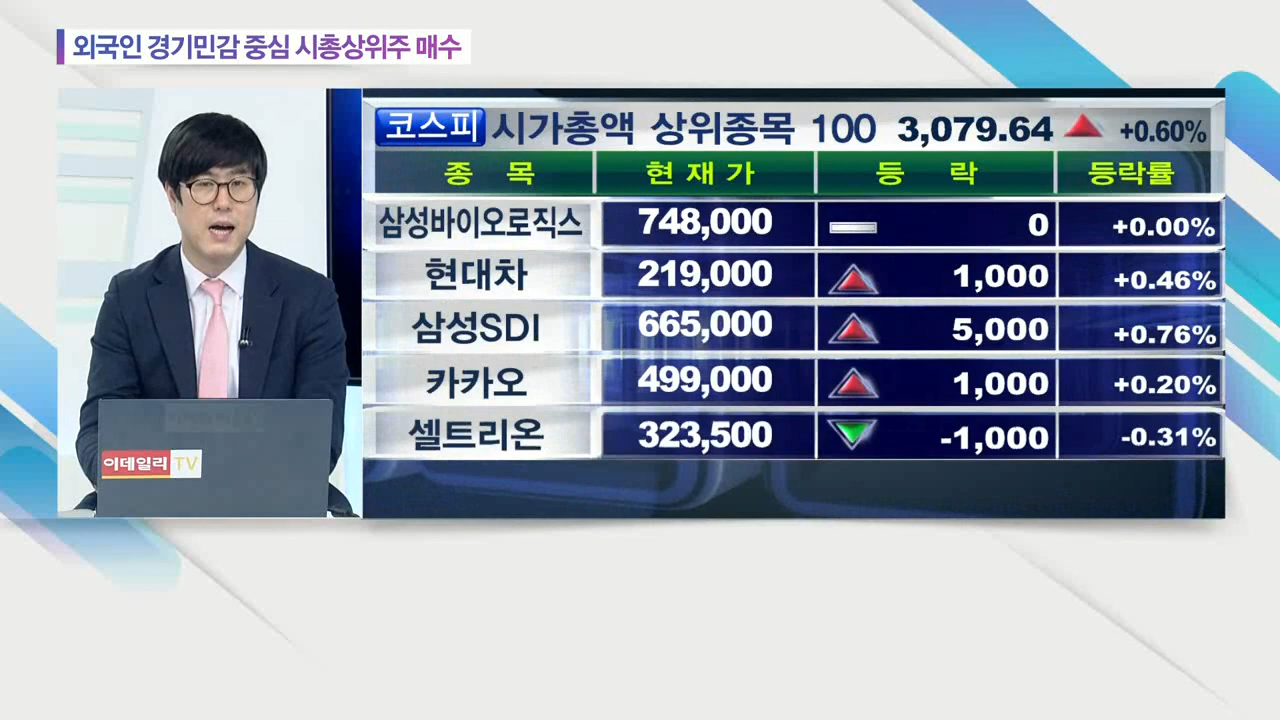 외국인 경기민감 중심 시총상위주 매수
코스피 시가총액 상위종목 100 3,079.64 +0.60%
종 목 현 재 가 등 락 등락률
삼성바이오로직스 748,000 0 +0.00%
현대차 219,000 1,000 +0.46%
삼성SDI 665,000 5,000 +0.76%
카카오 499,000 1,000 +0.20%
셀트리온 323,500 -1,000 -0.31%
이데일리 TV